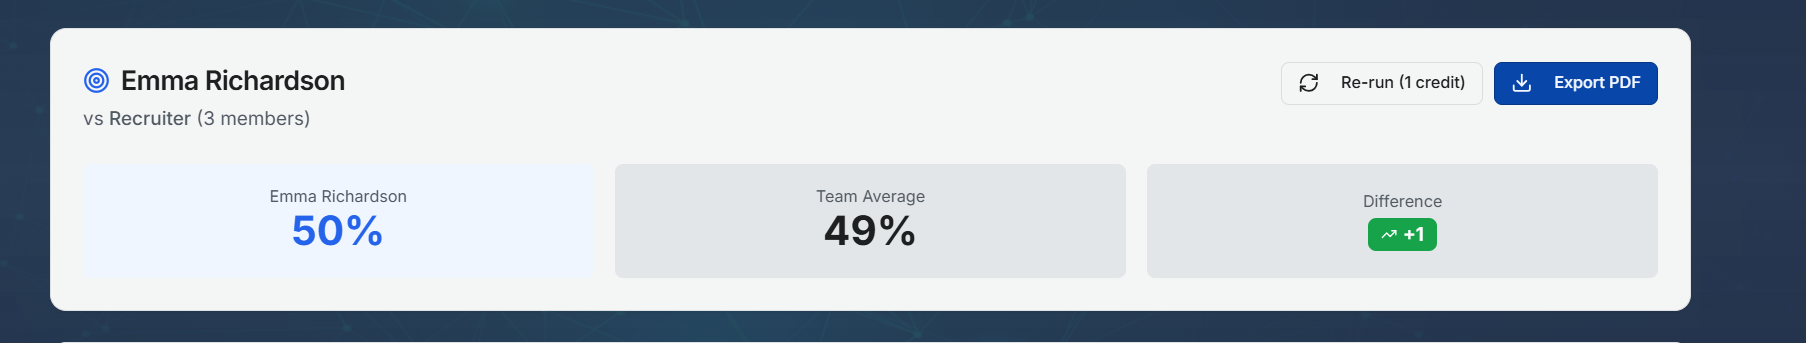 Emma Richardson
Re-run (1 credit)
Export PDF
vs Recruiter (3 members)
Emma Richardson
50%
Team Average
49%
Difference
+1